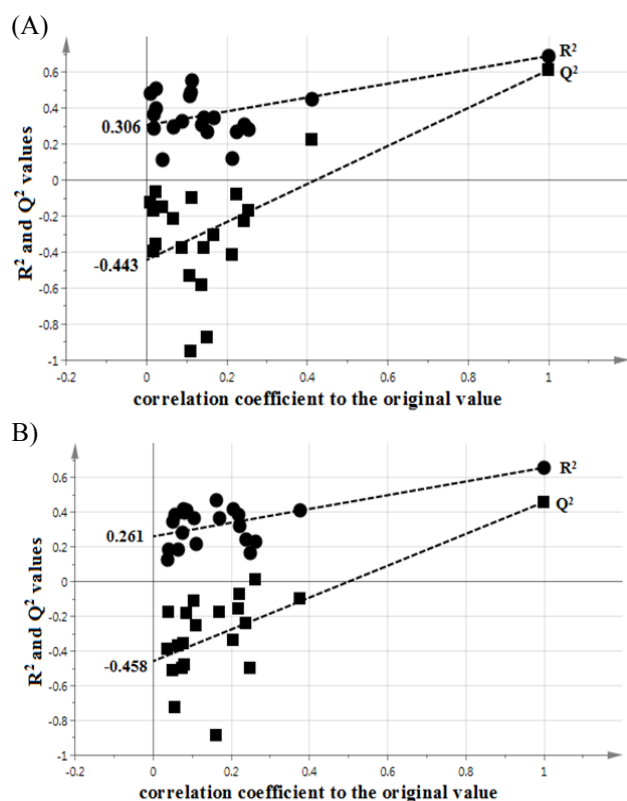 (A)
R² and Q² values
0.6
0.4
0.2
0
-0.2
-0.4
-0.6
-0.8
-1
0.306
-0.443
R²
Q²
-0.2 0 0.2 0.4 0.6 0.8 1
correlation coefficient to the original value
B)
R² and Q² values
0.6
0.4
0.2
0
-0.2
-0.4
-0.6
-0.8
-1
0.261
-0.458
R²
Q²
-0.2 0 0.2 0.4 0.6 0.8 1
correlation coefficient to the original value